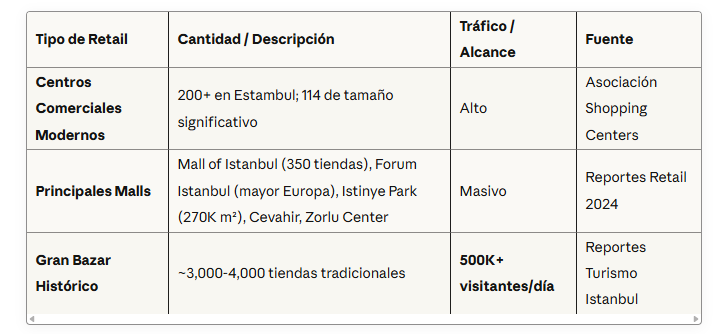 Tipo de Retail
Cantidad / Descripción
Tráfico /
Alcance
Fuente
Centros
Comerciales
Modernos
200+ en Estambul; 114 de tamaño
significativo
Alto
Asociación
Shopping
Centers
Principales Malls
Mall of Istanbul (350 tiendas), Forum
Istanbul (mayor Europa), Istinye Park
(270K m²), Cevahir, Zorlu Center
Masivo
Reportes Retail
2024
Gran Bazar
Histórico
~3,000-4,000 tiendas tradicionales
500K+
visitantes/día
Reportes
Turismo
Istanbul